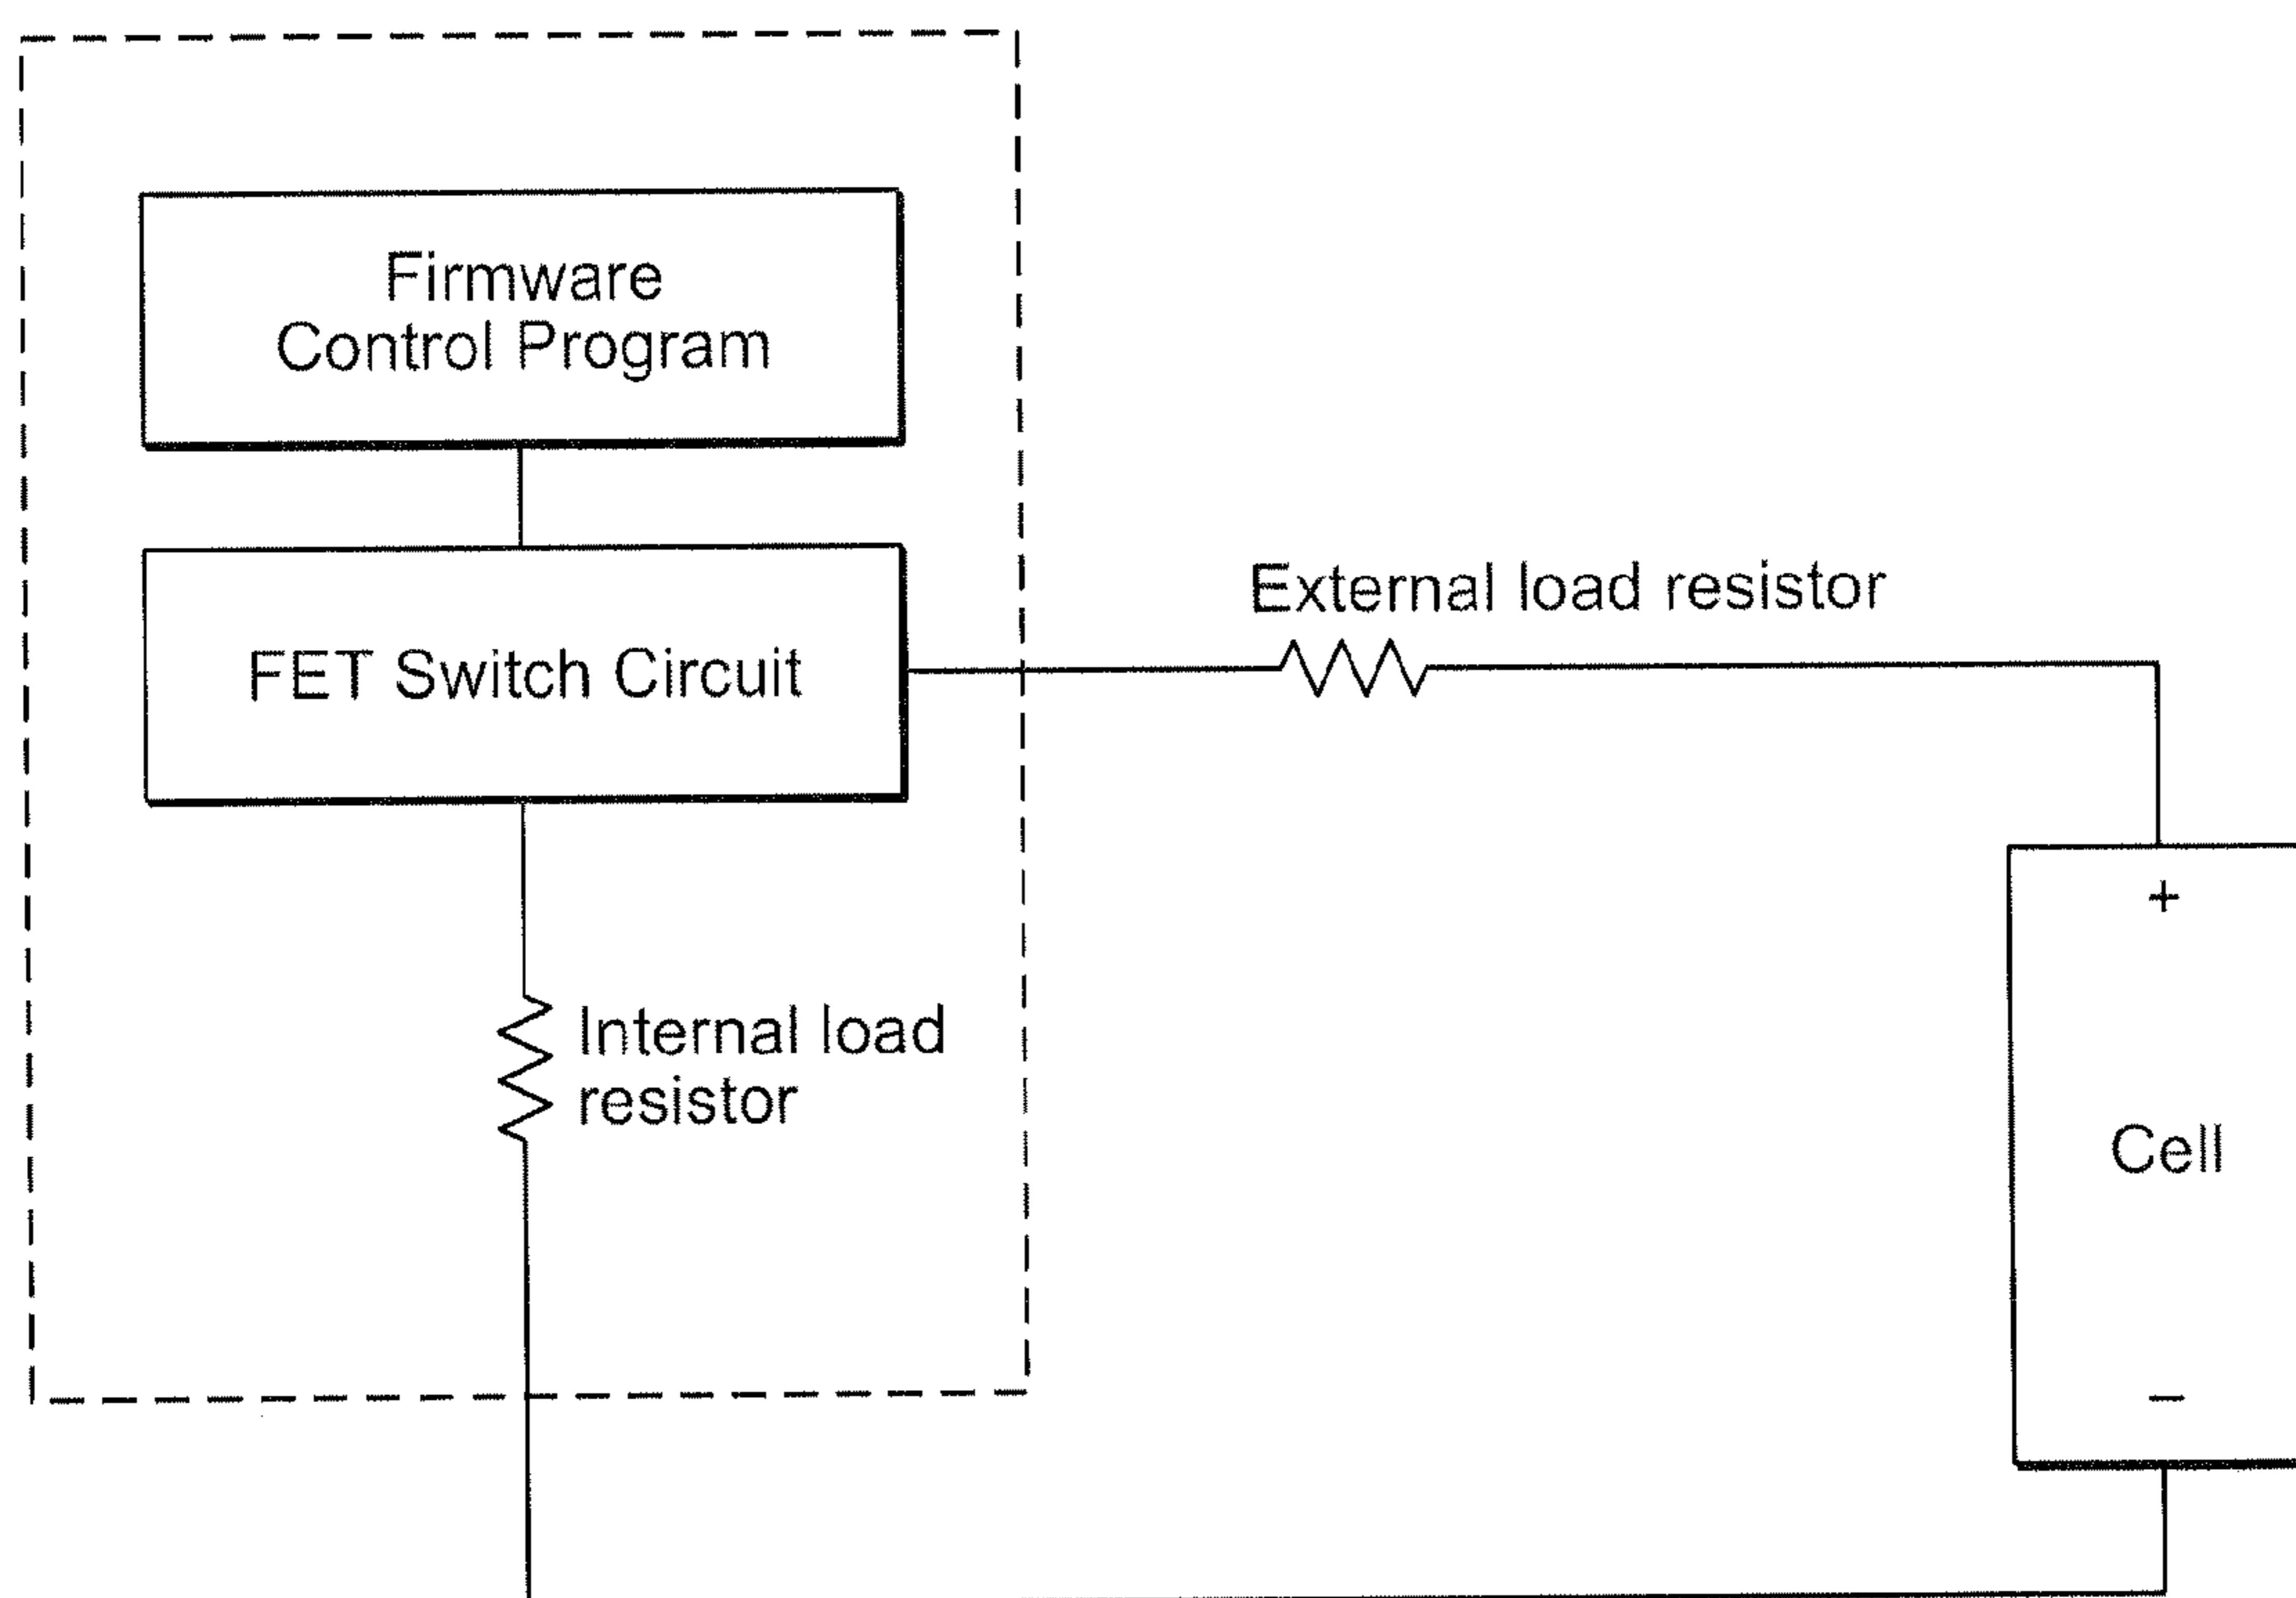 Firmware
Control Program
FET Switch Circuit
External load resistor
Internal load
resistor
+
Cell
−